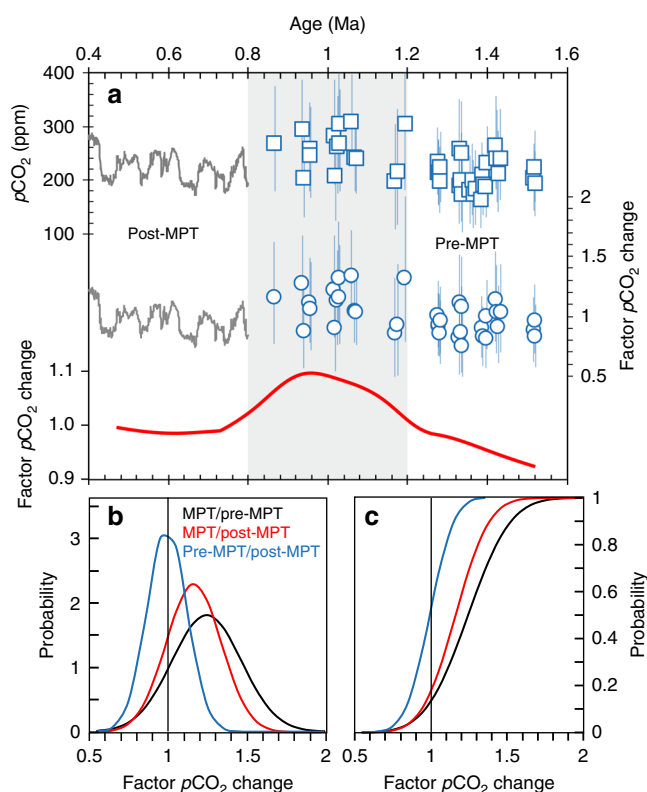 Age (Ma)
0.4 0.6 0.8 1 1.2 1.4 1.6
400
300
200
100
pCO2 (ppm)
a
Post-MPT
Pre-MPT
2
1.5
1
0.5
Factor pCO2 change
1.1
1.0
0.9
Factor pCO2 change
b
MPT/pre-MPT
MPT/post-MPT
Pre-MPT/post-MPT
3
2
1
0
Probability
0.5 1 1.5 2
Factor pCO2 change
c
1
0.8
0.6
0.4
0.2
0
Probability
0.5 1 1.5 2
Factor pCO2 change